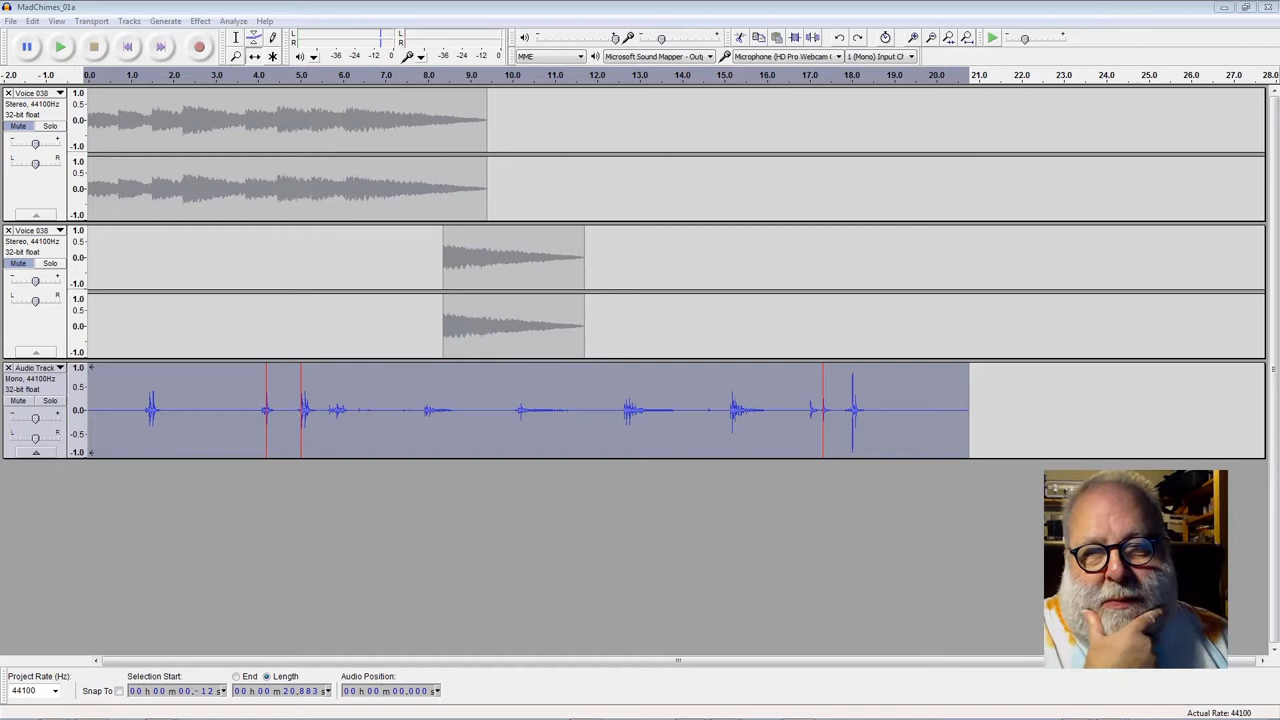 MadChimes_01a
File Edit View Transport Tracks Generate Effect Analyze Help
L R -36 -24 -12 0 L R -36 -24 -12 0
MME Microsoft Sound Mapper - Outp Microphone (HD Pro Webcam C 1 (Mono) Input Ch
-2.0 -1.0 0.0 1.0 2.0 3.0 4.0 5.0 6.0 7.0 8.0 9.0 10.0 11.0 12.0 13.0 14.0 15.0 16.0 17.0 18.0 19.0 20.0 21.0 22.0 23.0 24.0 25.0 26.0 27.0 28.0
Voice 038 1.0
Stereo, 44100Hz 0.5
32-bit float
Mute Solo 0.0
- +
-1.0
L R 1.0
0.5
0.0
-1.0
Voice 038 1.0
Stereo, 44100Hz 0.5
32-bit float
Mute Solo 0.0
- +
-1.0
L R 1.0
0.5
0.0
-1.0
Audio Track 1.0
Mono, 44100Hz 0.5
32-bit float
Mute Solo 0.0
- +
L R -0.5
-1.0
Project Rate (Hz): Selection Start: End Length Audio Position:
44100 Snap To 00 h 00 m 00.-12 s 00 h 00 m 20.883 s 00 h 00 m 00.000 s
Actual Rate: 44100